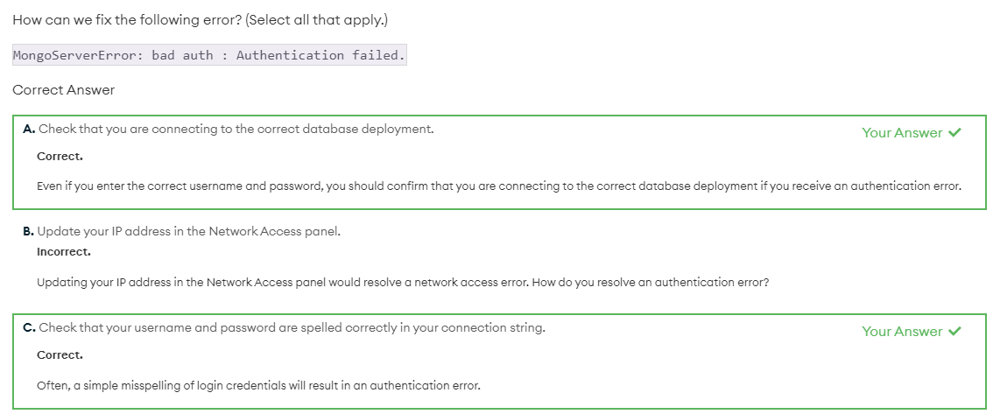 How can we fix the following error? (Select all that apply.)
MongoServerError: bad auth : Authentication failed.
Correct Answer
A. Check that you are connecting to the correct database deployment.
Your Answer ✔
Correct.
Even if you enter the correct username and password, you should confirm that you are connecting to the correct database deployment if you receive an authentication error.
B. Update your IP address in the Network Access panel.
Incorrect.
Updating your IP address in the Network Access panel would resolve a network access error. How do you resolve an authentication error?
C. Check that your username and password are spelled correctly in your connection string.
Your Answer ✔
Correct.
Often, a simple misspelling of login credentials will result in an authentication error.